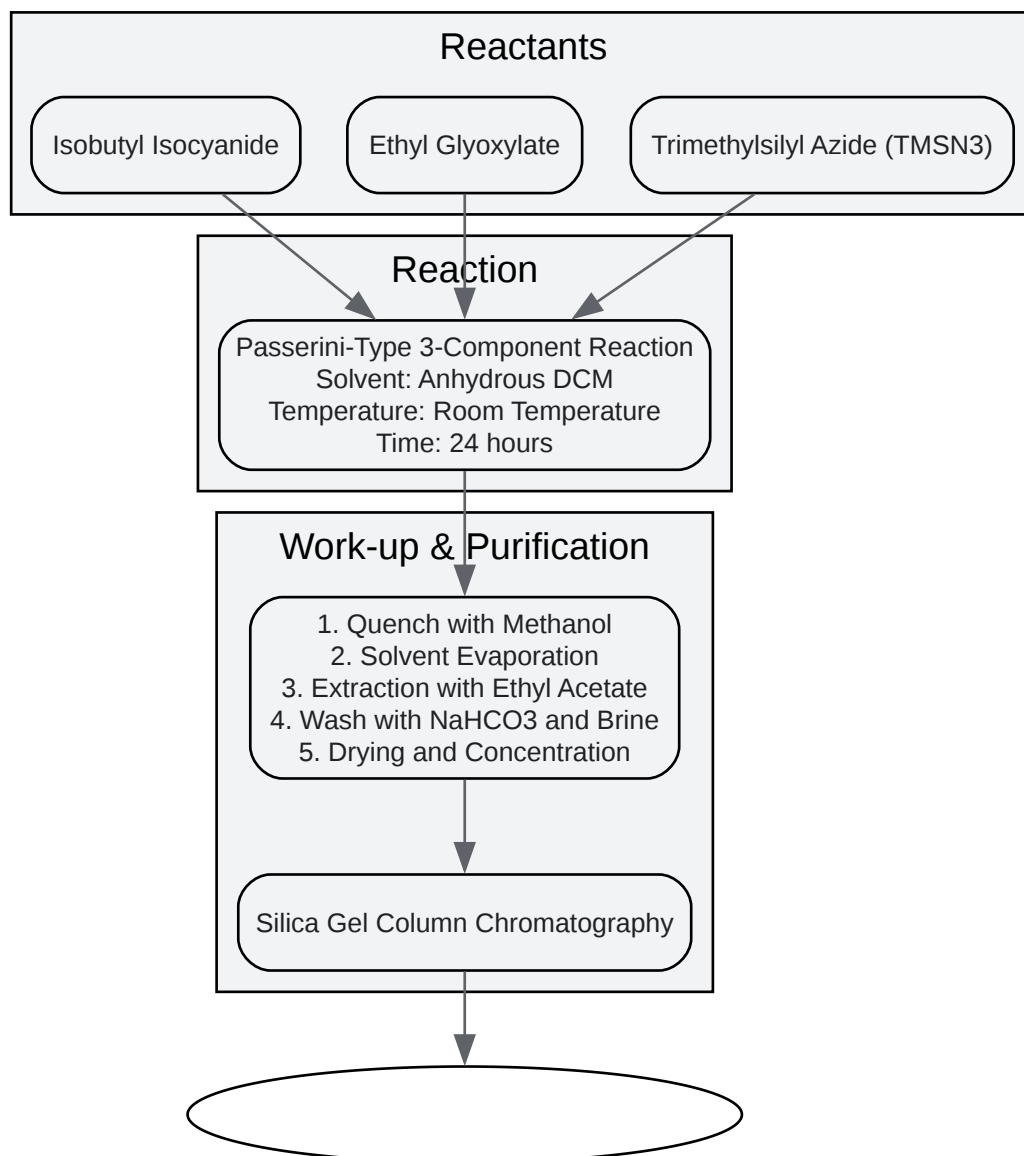 Reactants
Isobutyl Isocyanide
Ethyl Glyoxylate
Trimethylsilyl Azide (TMSN3)
Reaction
Passerini-Type 3-Component Reaction
Solvent: Anhydrous DCM
Temperature: Room Temperature
Time: 24 hours
Work-up & Purification
1. Quench with Methanol
2. Solvent Evaporation
3. Extraction with Ethyl Acetate
4. Wash with NaHCO3 and Brine
5. Drying and Concentration
Silica Gel Column Chromatography